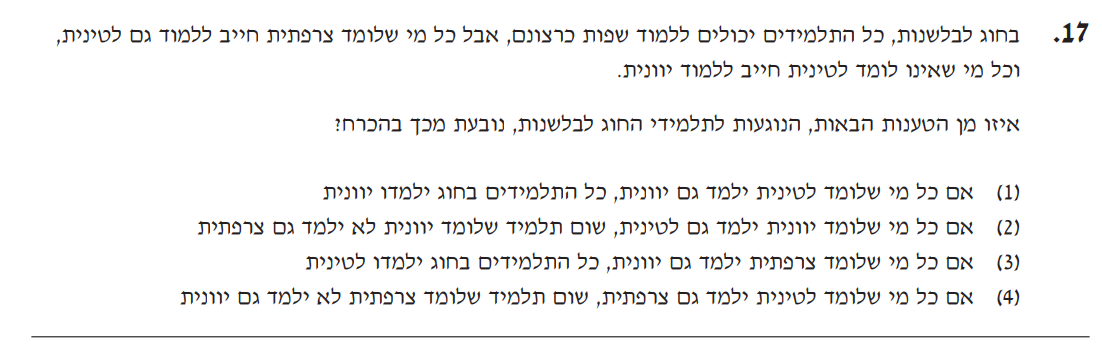 17. בחוג לבלשנות, כל התלמידים יכולים ללמוד שפות כרצונם, אבל כל מי שלומד צרפתית חייב ללמוד גם לטינית,
וכל מי שאינו לומד לטינית חייב ללמוד יוונית.
איזו מן הטענות הבאות, הנוגעות לתלמידי החוג לבלשנות, נובעת מכך בהכרח?
(1) אם כל מי שלומד לטינית ילמד גם יוונית, כל התלמידים בחוג ילמדו יוונית
(2) אם כל מי שלומד יוונית ילמד גם לטינית, שום תלמיד שלומד יוונית לא ילמד גם צרפתית
(3) אם כל מי שלומד צרפתית ילמד גם יוונית, כל התלמידים בחוג ילמדו לטינית
(4) אם כל מי שלומד לטינית ילמד גם צרפתית, שום תלמיד שלומד צרפתית לא ילמד גם יוונית